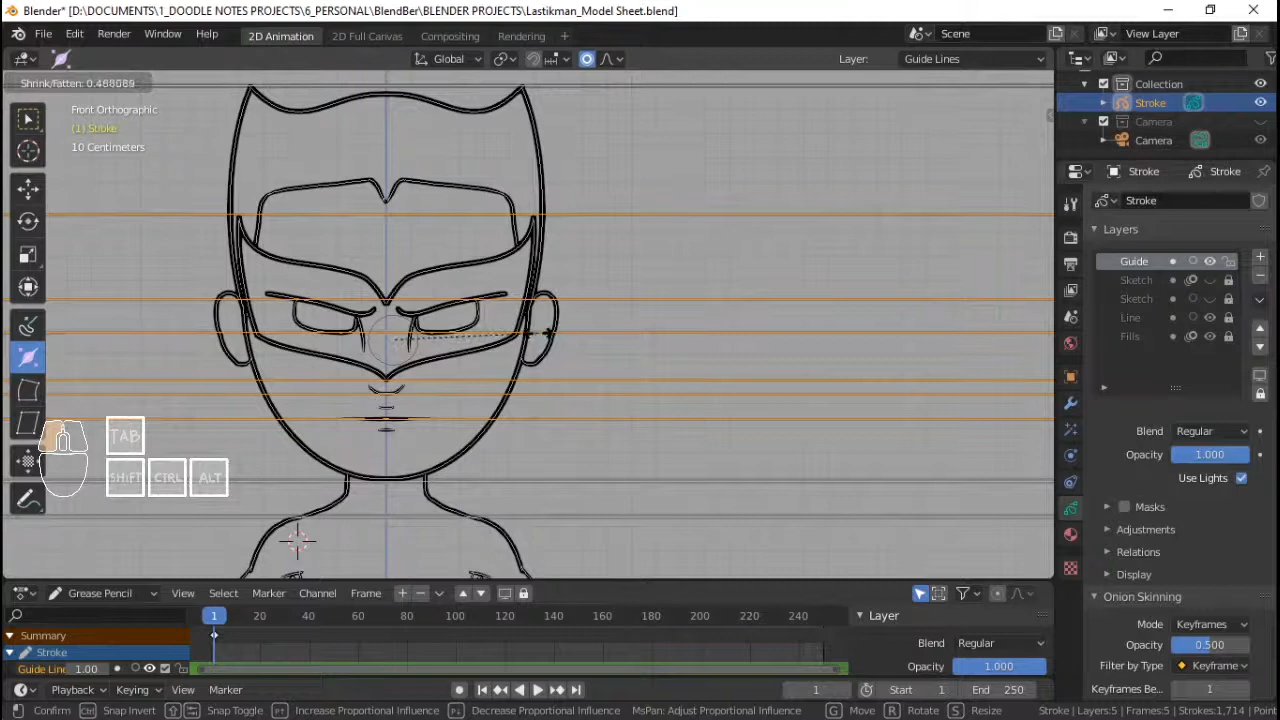 Blender* [D:\DOCUMENTS\1_DOODLE NOTES PROJECTS\6_PERSONAL\BlendBer\BLENDER PROJECTS\Lastikman_Model Sheet.blend]
File Edit Render Window Help 2D Animation 2D Full Canvas Compositing Rendering + Scene View Layer
Global Layer: Guide Lines
Shrink/Fatten: 0.488089
Front Orthographic
(1) Stroke
10 Centimeters
TAB
SHIFT CTRL ALT
Collection
Stroke
Camera
Camera
Stroke Stroke
Stroke
Layers
Guide
Sketch
Sketch
Line
Fills
Blend Regular
Opacity 1.000
Use Lights
Masks
Adjustments
Relations
Display
Onion Skinning
Mode Keyframes
Opacity 0.500
Filter by Type Keyframe
Keyframes Be... 1
Grease Pencil View Select Marker Channel Frame
1 20 40 60 80 100 120 140 160 180 200 220 240
Summary
Stroke
Guide Line 1.00
Layer
Blend Regular
Opacity 1.000
Playback Keying View Marker 1 Start 1 End 250
Confirm Snap Invert Snap Toggle Increase Proportional Influence Decrease Proportional Influence MsPan: Adjust Proportional Influence G Move R Rotate S Resize Stroke | Layers:5 | Frames:5 | Strokes:1,714 | Points